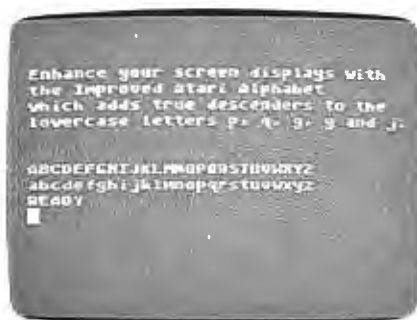 Enhance your screen displays with
the Improved Atari Alphabet
which adds true descenders to the
lowercase letters p, q, g, y and j.
ABCDEFGHIJKLMNOPQRSTUVWXYZ
abcdefghijklmnopqrstuvwxyz
READY